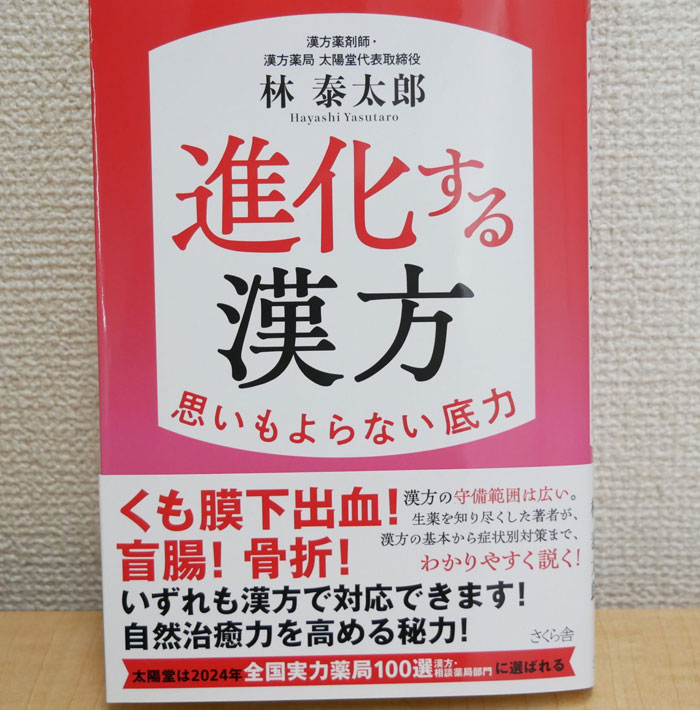 漢方薬剤師・
漢方薬局 太陽堂代表取締役
林 泰太郎
Hayashi Yasutaro
進化する
漢方
思いもよらない底力
くも膜下出血！
盲腸！骨折！
いずれも漢方で対応できます！
自然治癒力を高める秘力！
漢方の守備範囲は広い。
生薬を知り尽くした著者が、
漢方の基本から症状別対策まで、
わかりやすく説く！
さくら舎
太陽堂は2024年全国実力薬局100選漢方・相談薬局部門に選ばれる